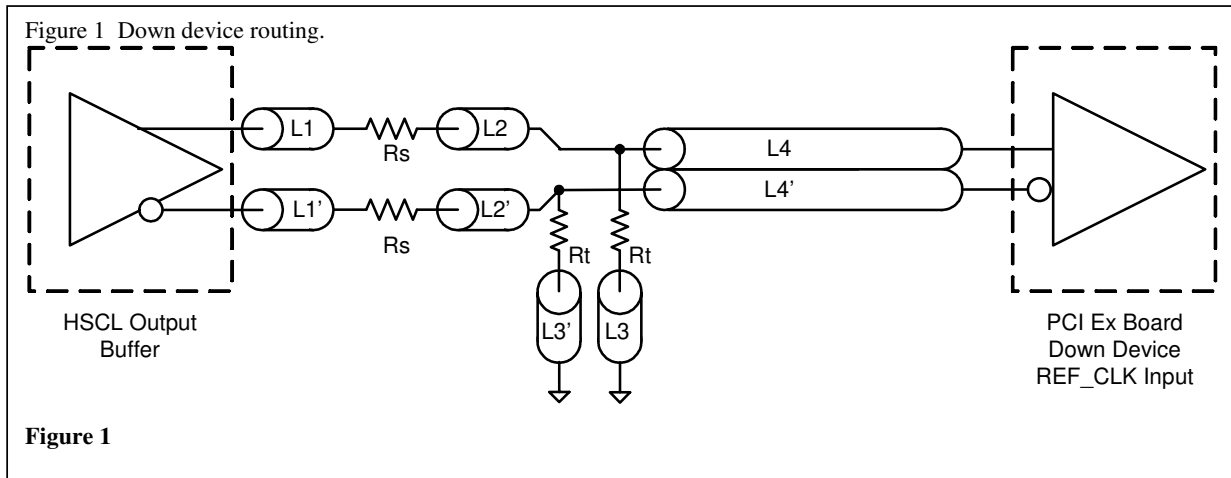 Figure 1 Down device routing.
L1
Rs
L2
L4
L1'
Rs
L2'
L4'
Rt
Rt
L3'
L3
HSCL Output
Buffer
PCI Ex Board
Down Device
REF_CLK Input
Figure 1